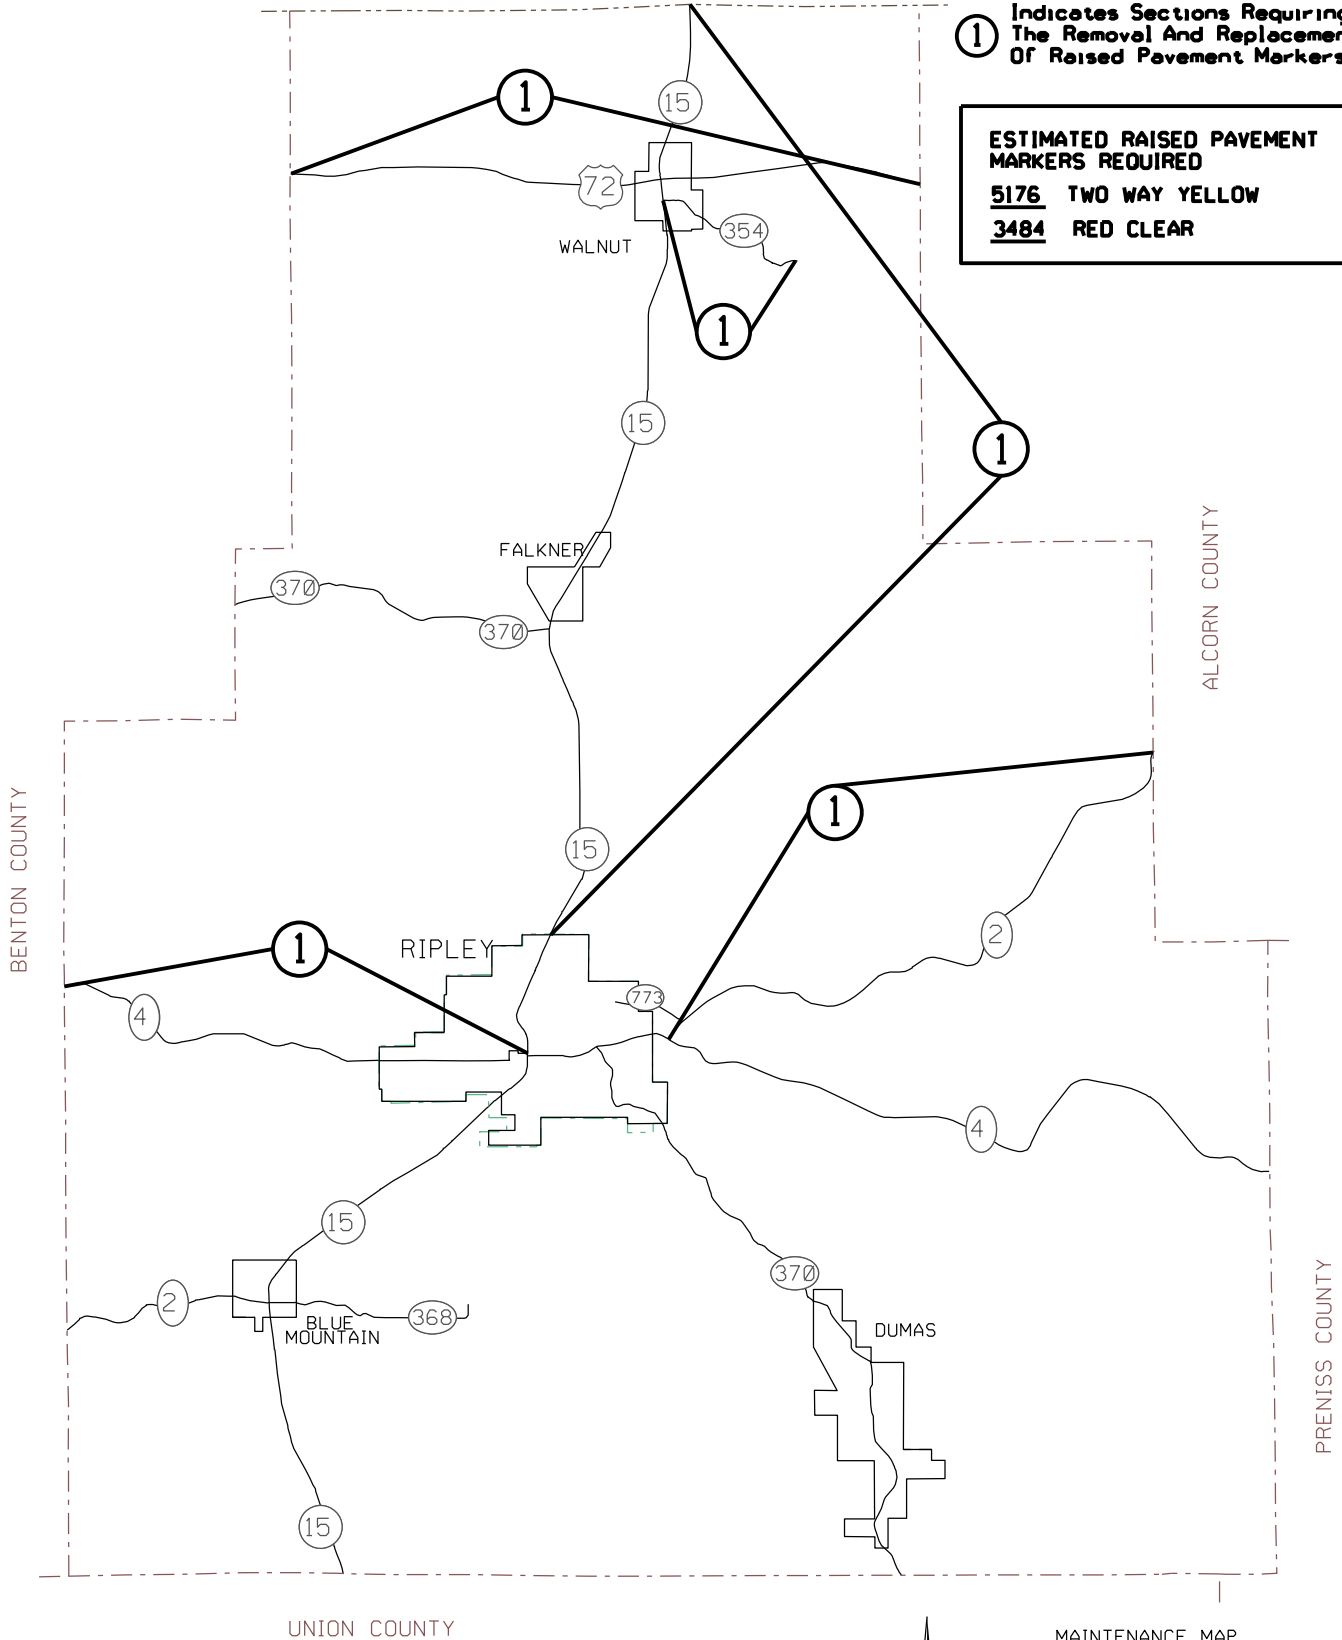 1
Indicates Sections Requiring
The Removal And Replacemen
Of Raised Pavement Markers
ESTIMATED RAISED PAVEMENT
MARKERS REQUIRED
5176 TWO WAY YELLOW
3484 RED CLEAR
1
15
72
WALNUT
354
1
15
1
FALKNER
370
370
ALCORN COUNTY
BENTON COUNTY
15
1
RIPLEY
1
2
773
4
4
15
370
2
368
BLUE
MOUNTAIN
DUMAS
PRENISS COUNTY
15
UNION COUNTY
MAINTENANCE MAP